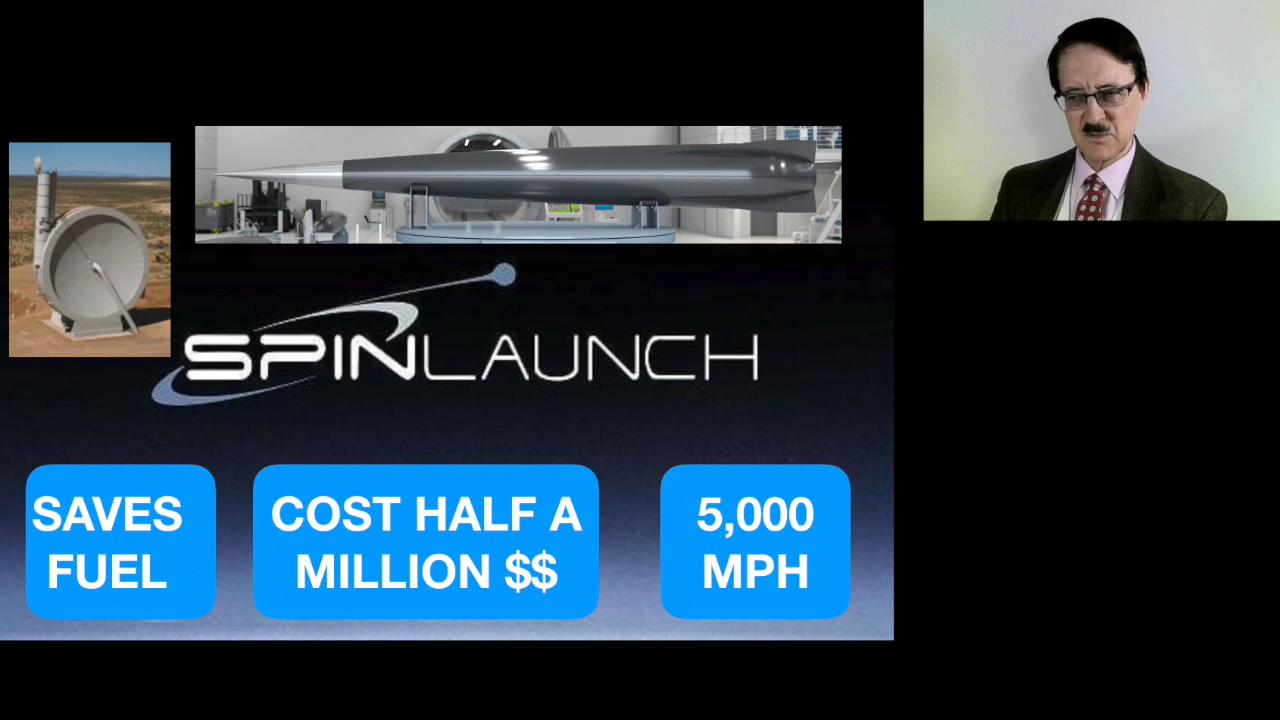 SPINLAUNCH
SAVES
FUEL
COST HALF A
MILLION $$
5,000
MPH